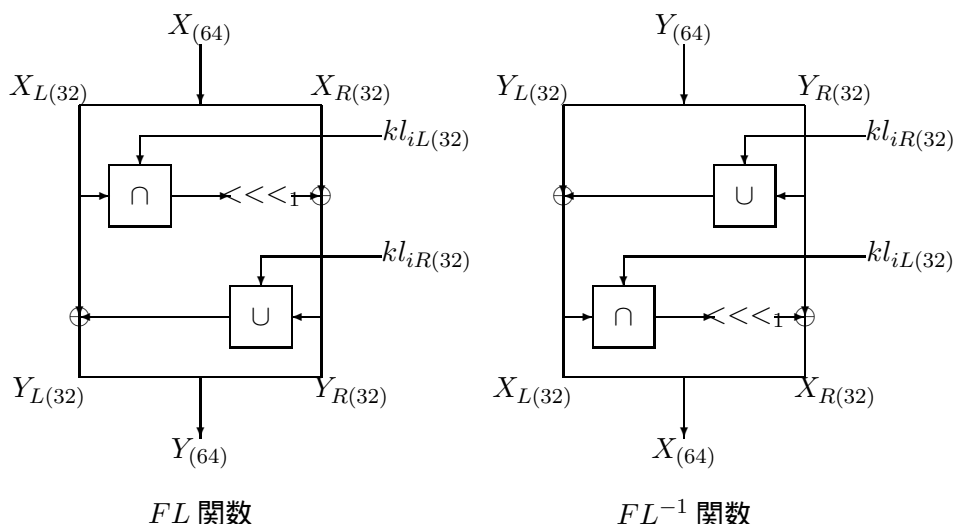 X(64)
Y(64)
XL(32)
XR(32)
YL(32)
YR(32)
kliL(32)
kliR(32)
∩
<<<1
∪
kliR(32)
kliL(32)
∪
∩
<<<1
YL(32)
YR(32)
XL(32)
XR(32)
Y(64)
X(64)
FL 関数
FL⁻¹ 関数